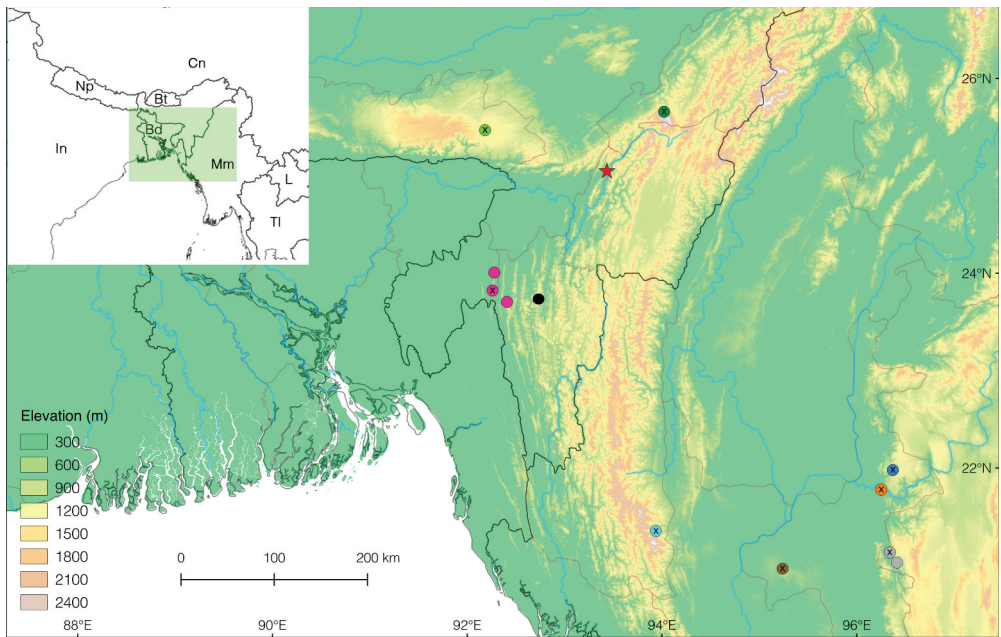 Cn
Np
Bt
Bd
In
Mm
L
Tl
26°N
24°N
22°N
x
x
x
x
x
x
x
x
Elevation (m)
300
600
900
1200
1500
1800
2100
2400
0 100 200 km
88°E 90°E 92°E 94°E 96°E